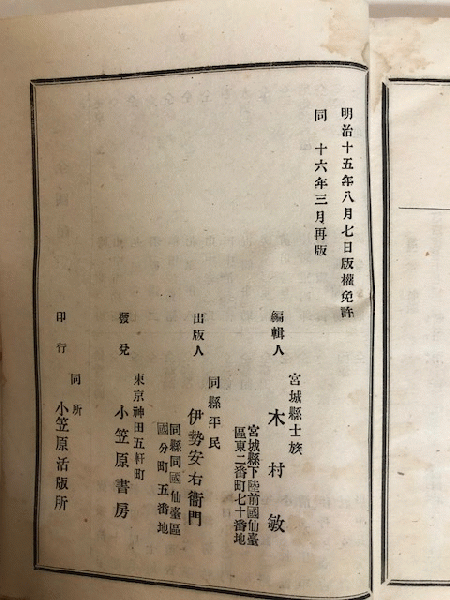 明治十五年八月七日版權免許
同 十六年三月再版
宮城縣士族
編輯人 木村敏
宮城縣下陸前國仙臺
區東二番町七十番地
同縣平民
出版人 伊勢安右衞門
同縣同國仙臺區
國分町五番地
東京神田五軒町
發兌 小笠原書房
同所
印行 小笠原活版所